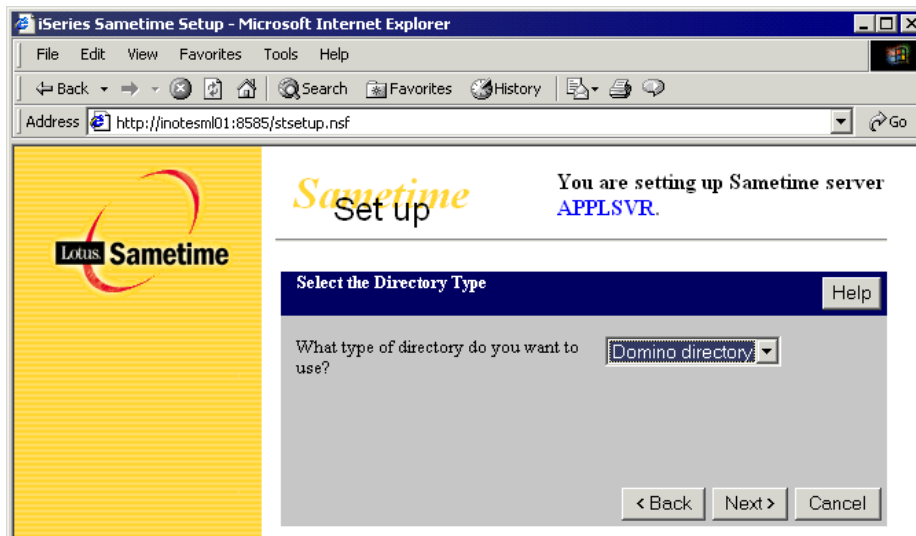 iSeries Sametime Setup - Microsoft Internet Explorer
File Edit View Favorites Tools Help
Back Search Favorites History
Address http://inotesml01:8585/stsetup.nsf Go
Sametime
Set up
You are setting up Sametime server
APPLSVR.
Lotus Sametime
Select the Directory Type
Help
What type of directory do you want to
use?
Domino directory
< Back Next > Cancel